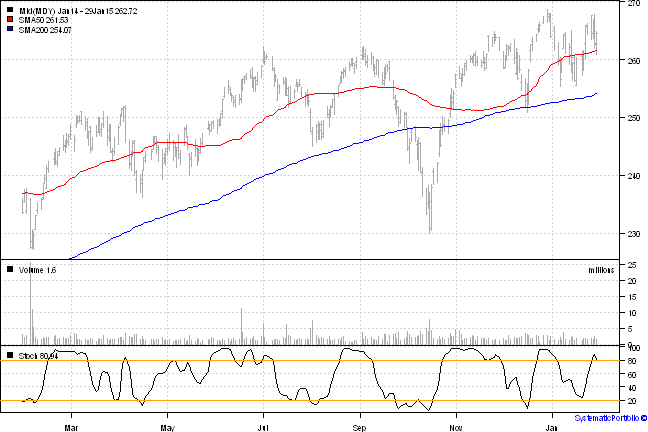 Mid(MDY) Jan14 - 29Jan15 262.72
SMA50 261.53
SMA200 254.07
270
260
250
240
230
Volume 1.6
millions
25
20
15
10
5
0
Stoch 80.94
100
80
60
40
20
Mar May Jul Sep Nov Jan
SystematicPortfolio ©